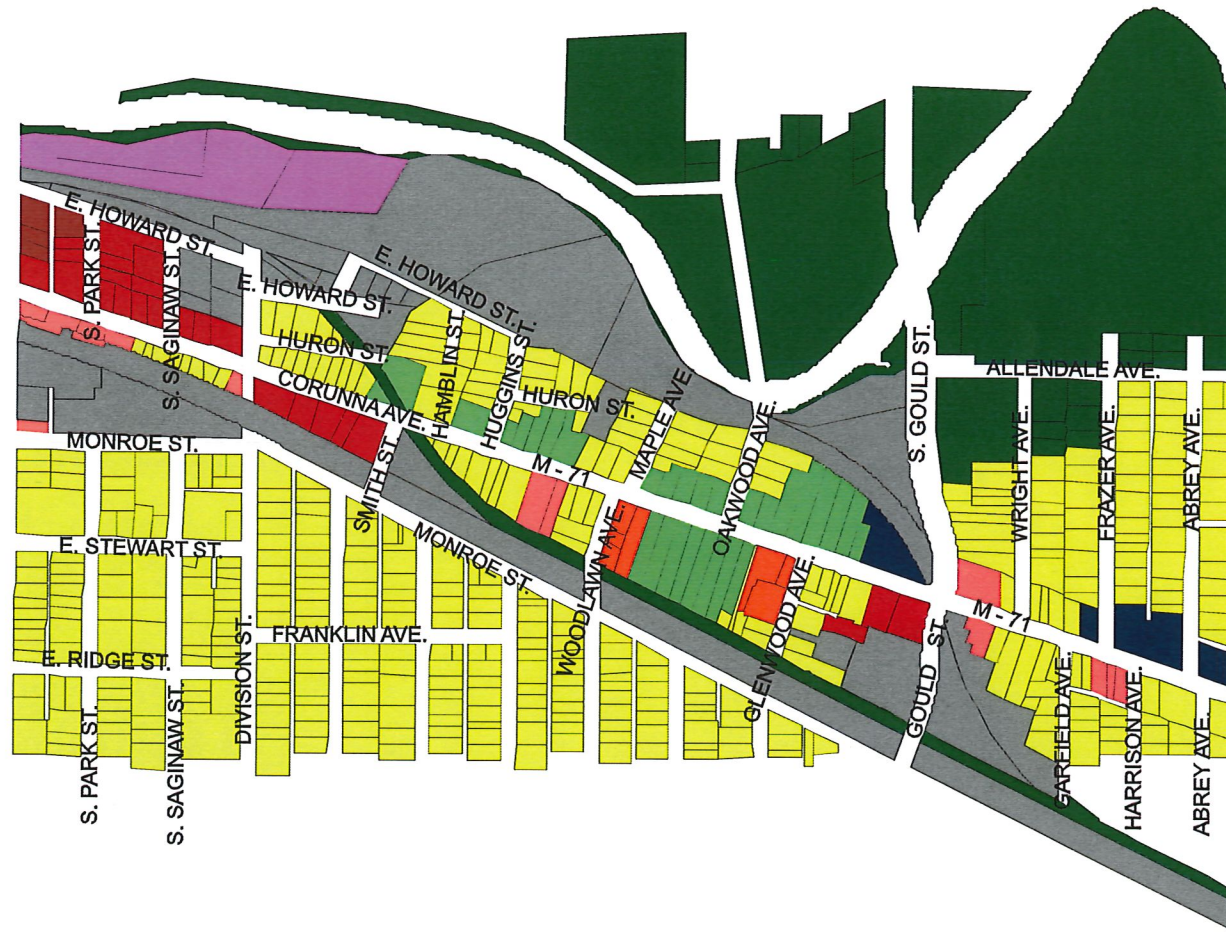 E. HOWARD ST.
S. PARK ST.
S. SAGINAW ST.
E. HOWARD ST.
E. HOWARD ST.
HURON ST.
CORUNNA AVE.
HAMBLIN ST.
HUGGINS ST.
HURON ST.
MAPLE AVE.
OAKWOOD AVE.
S. GOULD ST.
ALLENDALE AVE.
WRIGHT AVE.
FRAZER AVE.
ABREY AVE.
MONROE ST.
SMITH ST.
M - 71
E. STEWART ST.
MONROE ST.
WOODLAWN AVE.
GLENWOOD AVE.
M - 71
FRANKLIN AVE.
E. RIDGE ST.
DIVISION ST.
GOULD ST.
GARFIELD AVE.
HARRISON AVE.
ABREY AVE.
S. PARK ST.
S. SAGINAW ST.